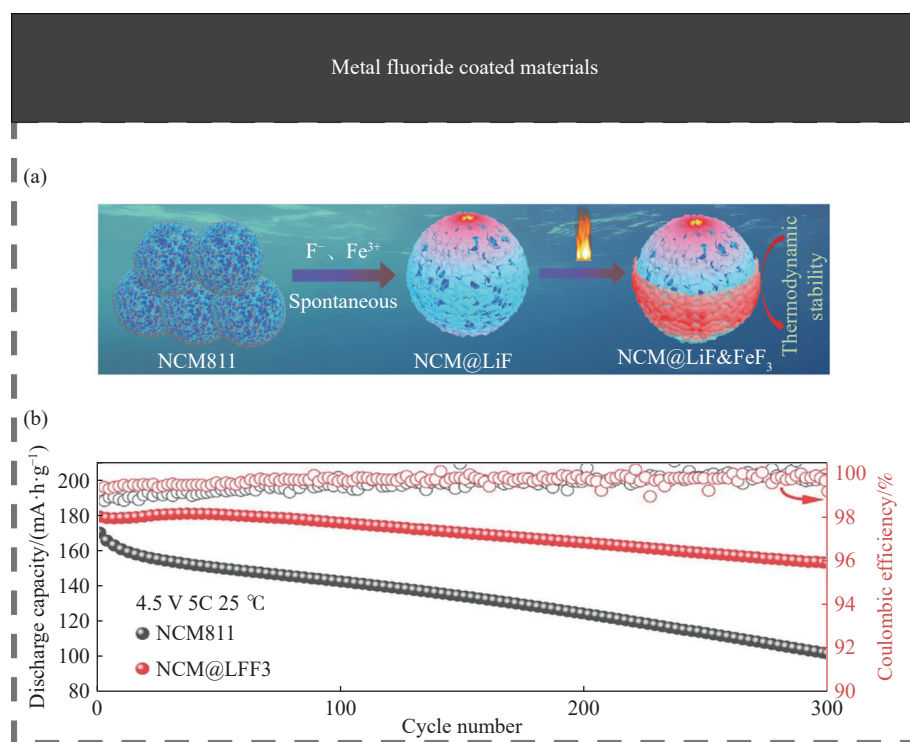 Metal fluoride coated materials
(a)
F⁻、Fe³⁺
Spontaneous
NCM811
NCM@LiF
NCM@LiF&FeF₃
Thermodynamic
stability
(b)
Discharge capacity/(mA·h·g⁻¹)
200
180
160
140
120
100
80
4.5 V 5C 25 ℃
NCM811
NCM@LFF3
100
98
96
94
92
90
Coulombic efficiency/%
0
100
200
300
Cycle number